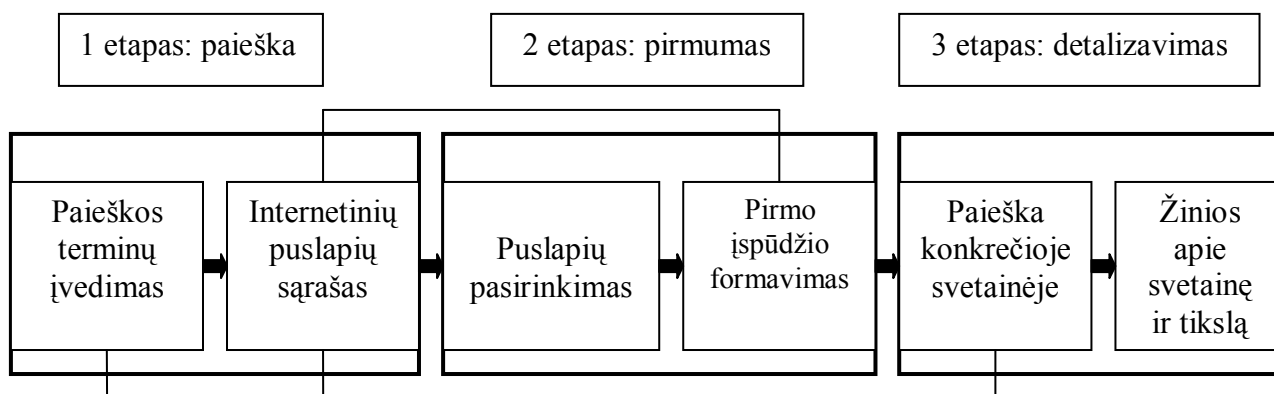 1 etapas: paieška
2 etapas: pirmumas
3 etapas: detalizavimas
Paieškos
terminų
įvedimas
Internetinių
puslapių
sąrašas
Puslapių
pasirinkimas
Pirmo
įspūdžio
formavimas
Paieška
konkrečioje
svetainėje
Žinios
apie
svetainę
ir tikslą